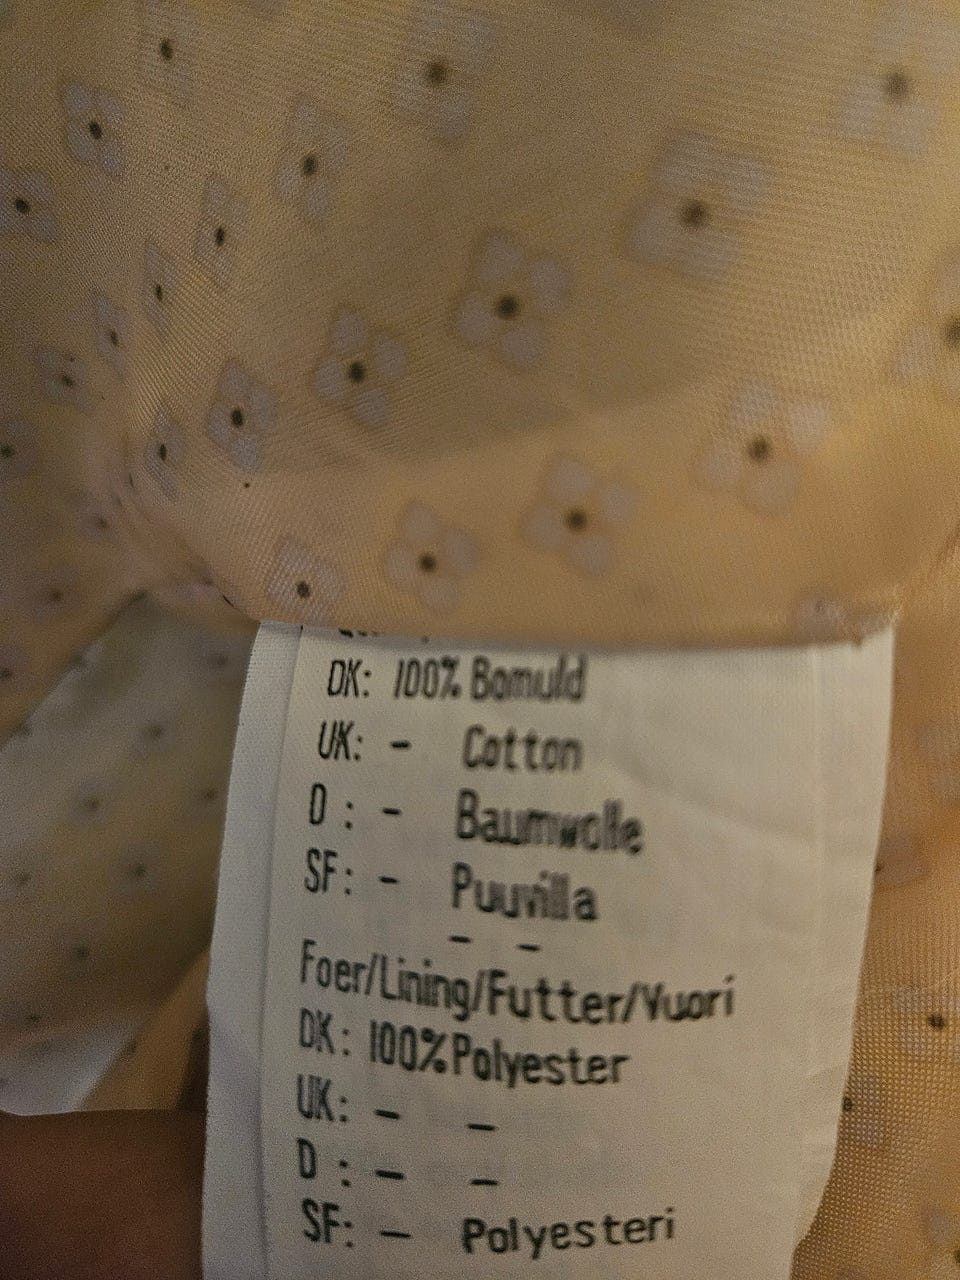 DK: 100% Bomuld
UK: - Cotton
D : - Baumwolle
SF: - Puuvilla
- -
Foer/Lining/Futter/Vuori
DK: 100% Polyester
UK: - -
D : - -
SF: - Polyesteri